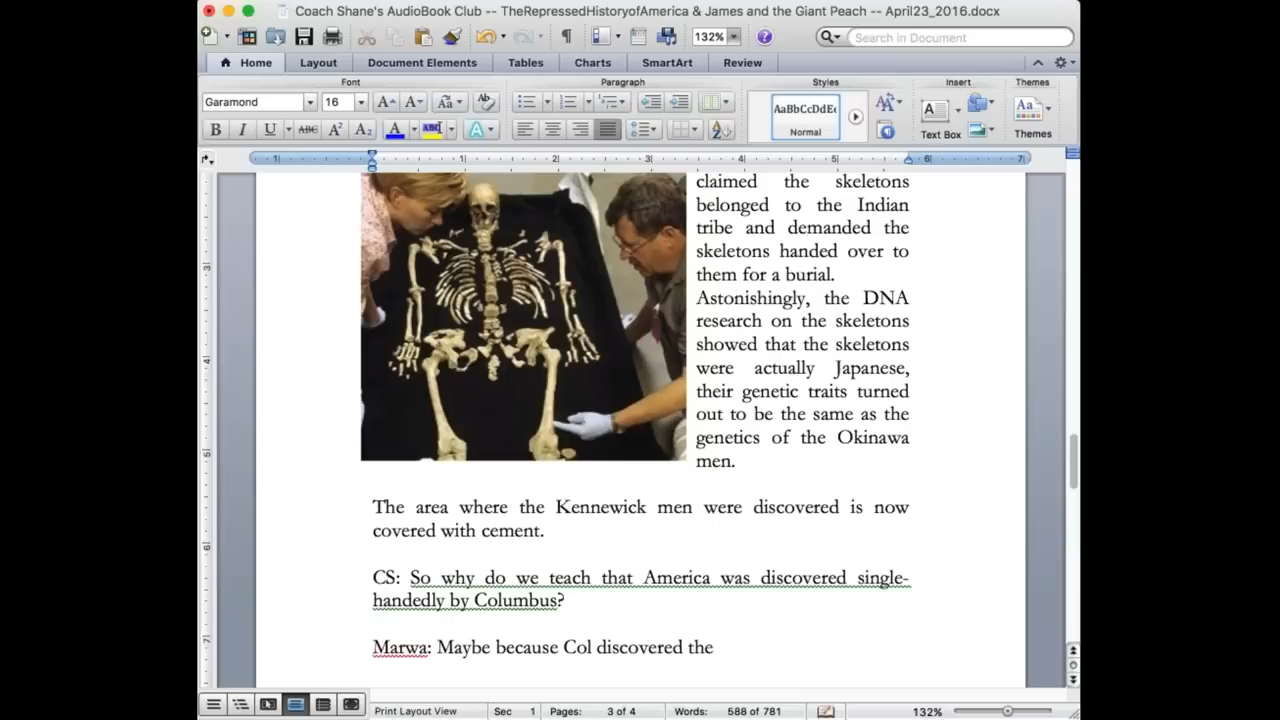 Coach Shane's AudioBook Club -- TheRepressedHistoryofAmerica & James and the Giant Peach -- April23_2016.docx
132%
Search in Document
Home Layout Document Elements Tables Charts SmartArt Review
Font Paragraph Styles Insert Themes
Garamond 16
AaBbCcDdEe
Normal
Text Box
Aa
Themes
claimed the skeletons
belonged to the Indian
tribe and demanded the
skeletons handed over to
them for a burial.
Astonishingly, the DNA
research on the skeletons
showed that the skeletons
were actually Japanese,
their genetic traits turned
out to be the same as the
genetics of the Okinawa
men.
The area where the Kennewick men were discovered is now
covered with cement.
CS: So why do we teach that America was discovered single-
handedly by Columbus?
Marwa: Maybe because Col discovered the
Print Layout View Sec 1 Pages: 3 of 4 Words: 588 of 781 132%